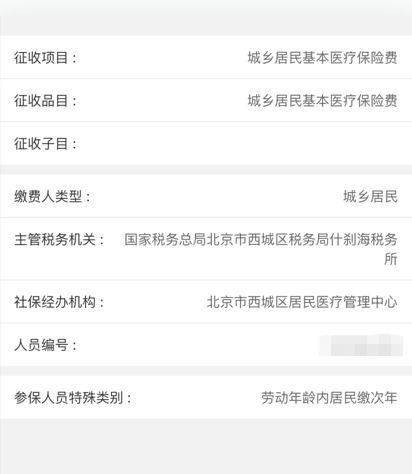 征收项目： 城乡居民基本医疗保险费
征收品目： 城乡居民基本医疗保险费
征收子目：
缴费人类型： 城乡居民
主管税务机关： 国家税务总局北京市西城区税务局什刹海税务
所
社保经办机构： 北京市西城区居民医疗管理中心
人员编号：
参保人员特殊类别： 劳动年龄内居民缴次年